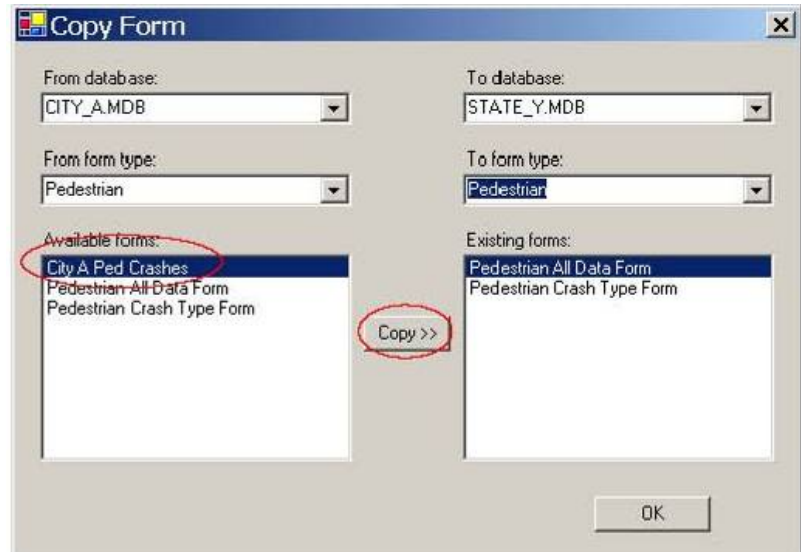 Copy Form
From database:
CITY_A.MDB
From form type:
Pedestrian
Available forms:
City A Ped Crashes
Pedestrian All Data Form
Pedestrian Crash Type Form
Copy >>
To database:
STATE_Y.MDB
To form type:
Pedestrian
Existing forms:
Pedestrian All Data Form
Pedestrian Crash Type Form
OK